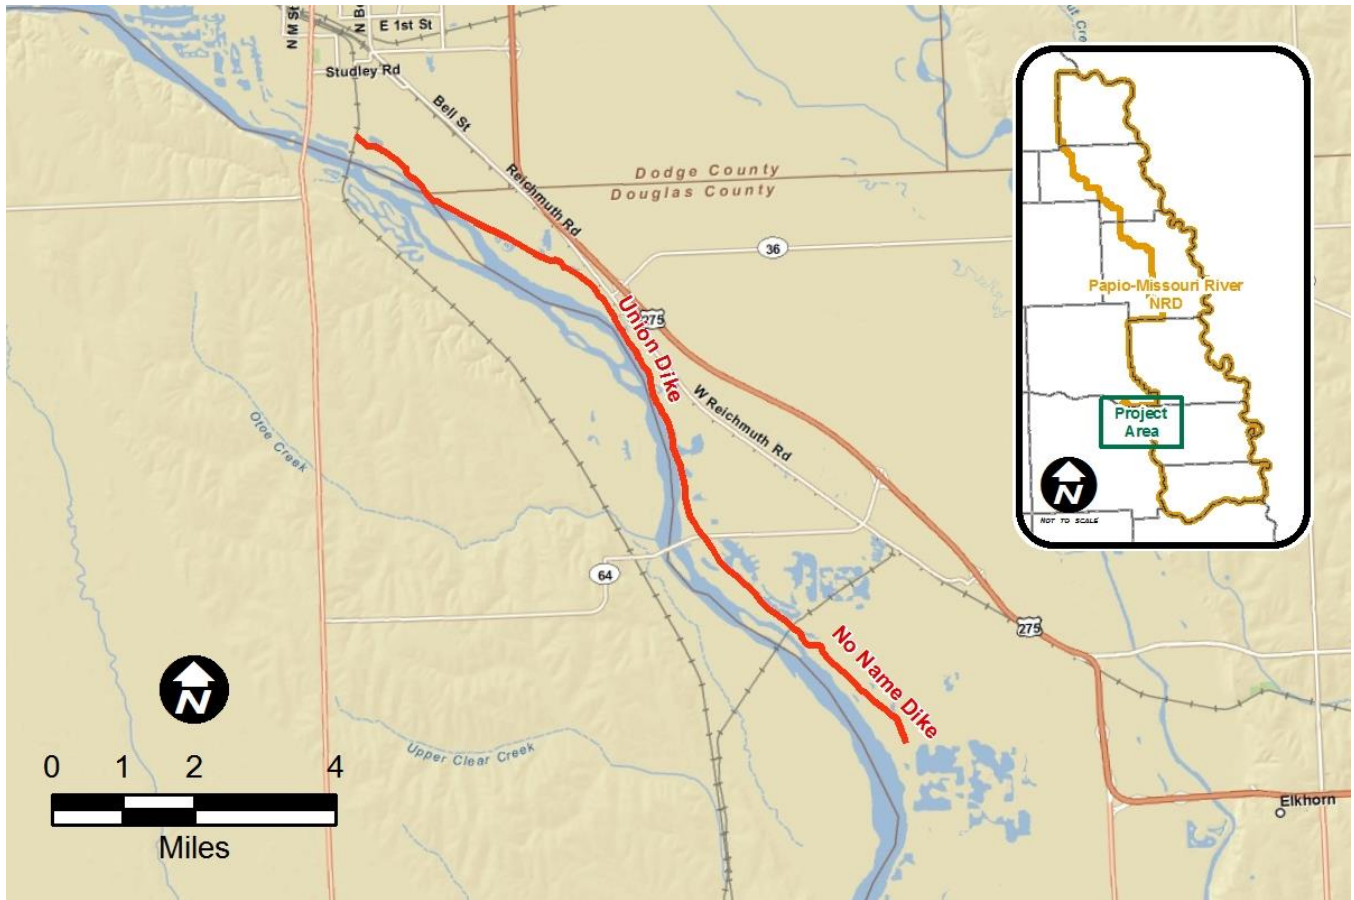 N M St
N B
E 1st St
Studley Rd
Bell St
Reichmuth Rd
Dodge County
Douglas County
36
Papio-Missouri River
NRD
Union Dike
275
W Reichmuth Rd
Otoe Creek
Project
Area
N
NOT TO SCALE
64
275
No Name Dike
N
Upper Clear Creek
0 1 2 4
Miles
Elkhorn